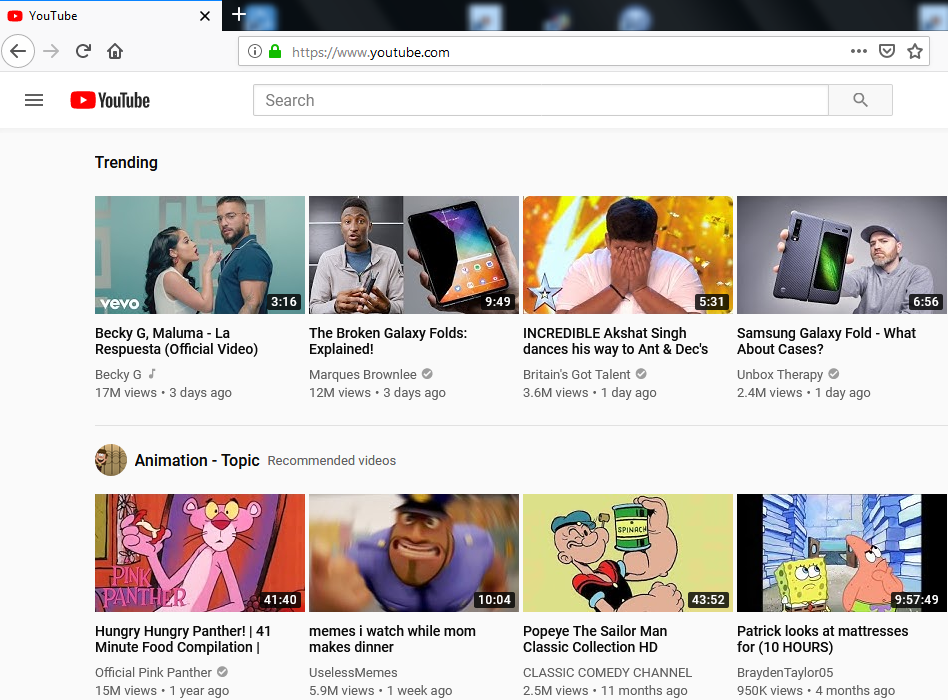 YouTube
https://www.youtube.com
YouTube
Search
Trending
vevo
3:16
9:49
5:31
6:56
Becky G, Maluma - La
Respuesta (Official Video)
Becky G
17M views • 3 days ago
The Broken Galaxy Folds:
Explained!
Marques Brownlee
12M views • 3 days ago
INCREDIBLE Akshat Singh
dances his way to Ant & Dec's
Britain's Got Talent
3.6M views • 1 day ago
Samsung Galaxy Fold - What
About Cases?
Unbox Therapy
2.4M views • 1 day ago
Animation - Topic Recommended videos
PINK
PANTHER
41:40
10:04
SPINACH
43:52
9:57:49
Hungry Hungry Panther! | 41
Minute Food Compilation |
Official Pink Panther
15M views • 1 year ago
memes i watch while mom
makes dinner
UselessMemes
5.9M views • 1 week ago
Popeye The Sailor Man
Classic Collection HD
CLASSIC COMEDY CHANNEL
2.5M views • 11 months ago
Patrick looks at mattresses
for (10 HOURS)
BraydenTaylor05
950K views • 4 months ago